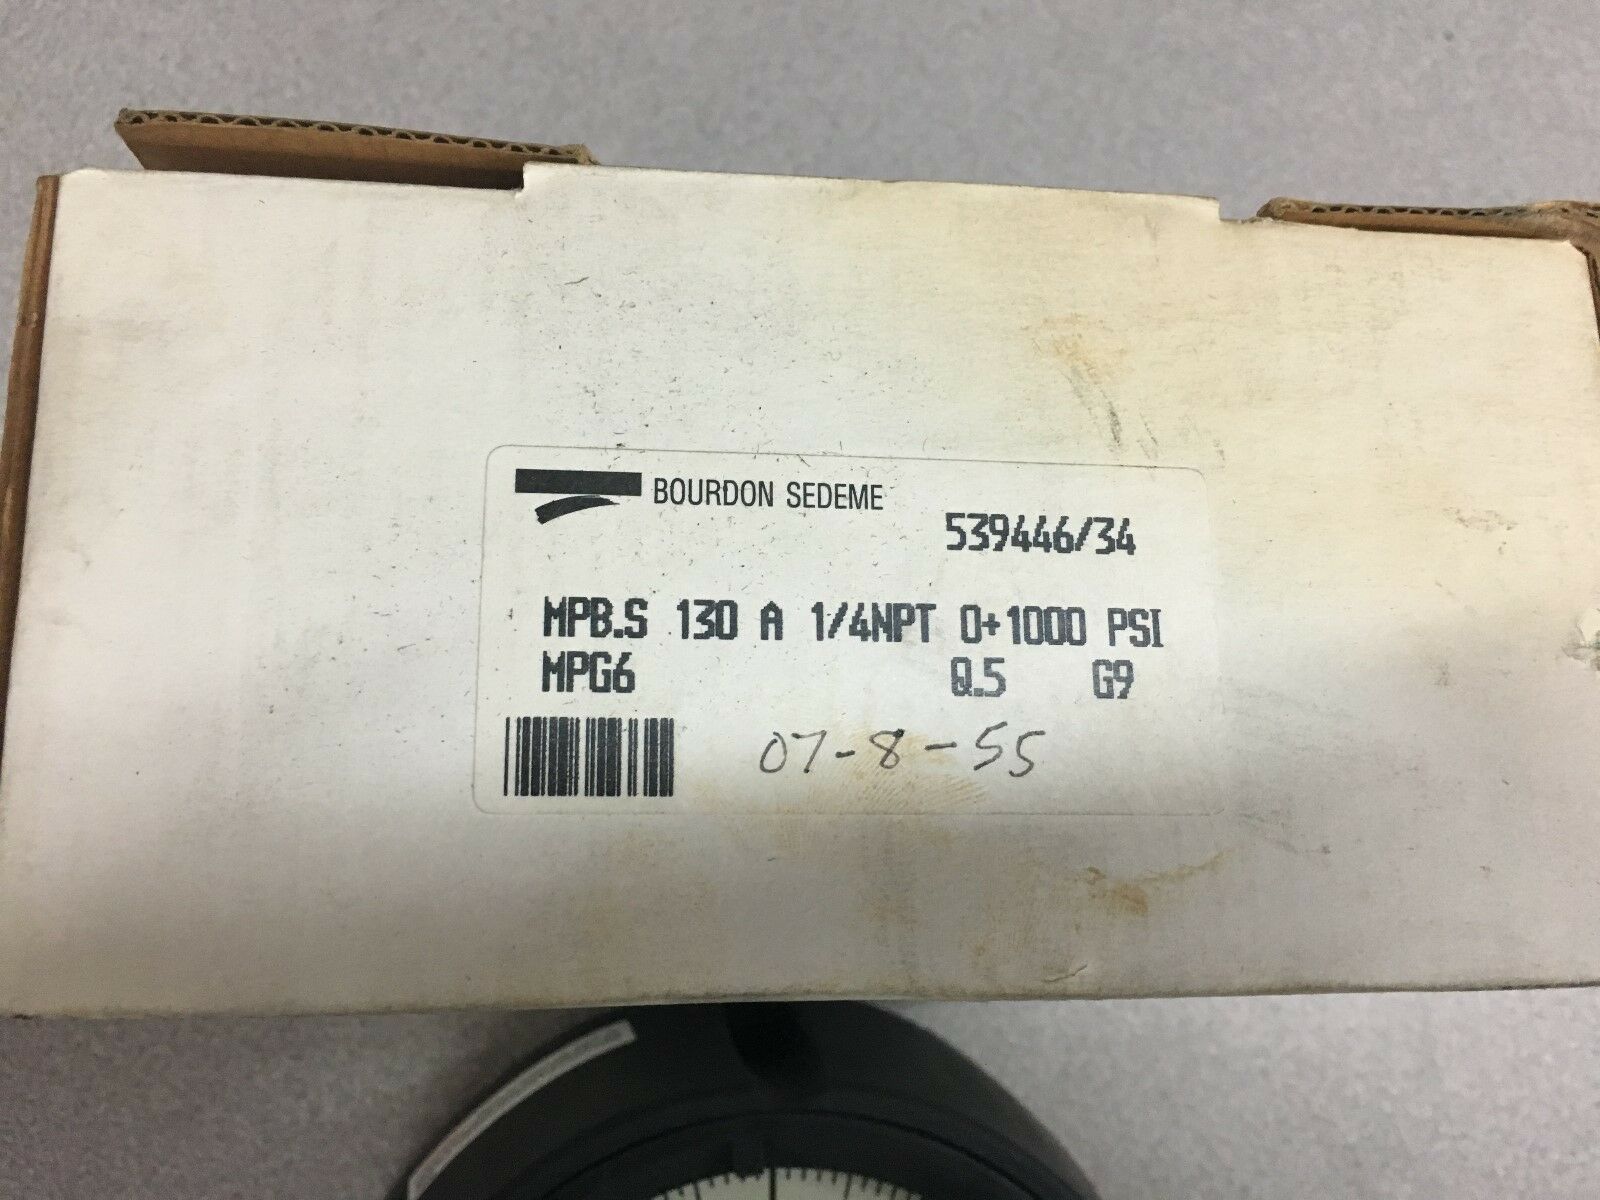 BOURDON SEDEME
539446/34
MPB.S 130 A 1/4NPT 0+1000 PSI
MPG6 Q.5 G9
07-8-55